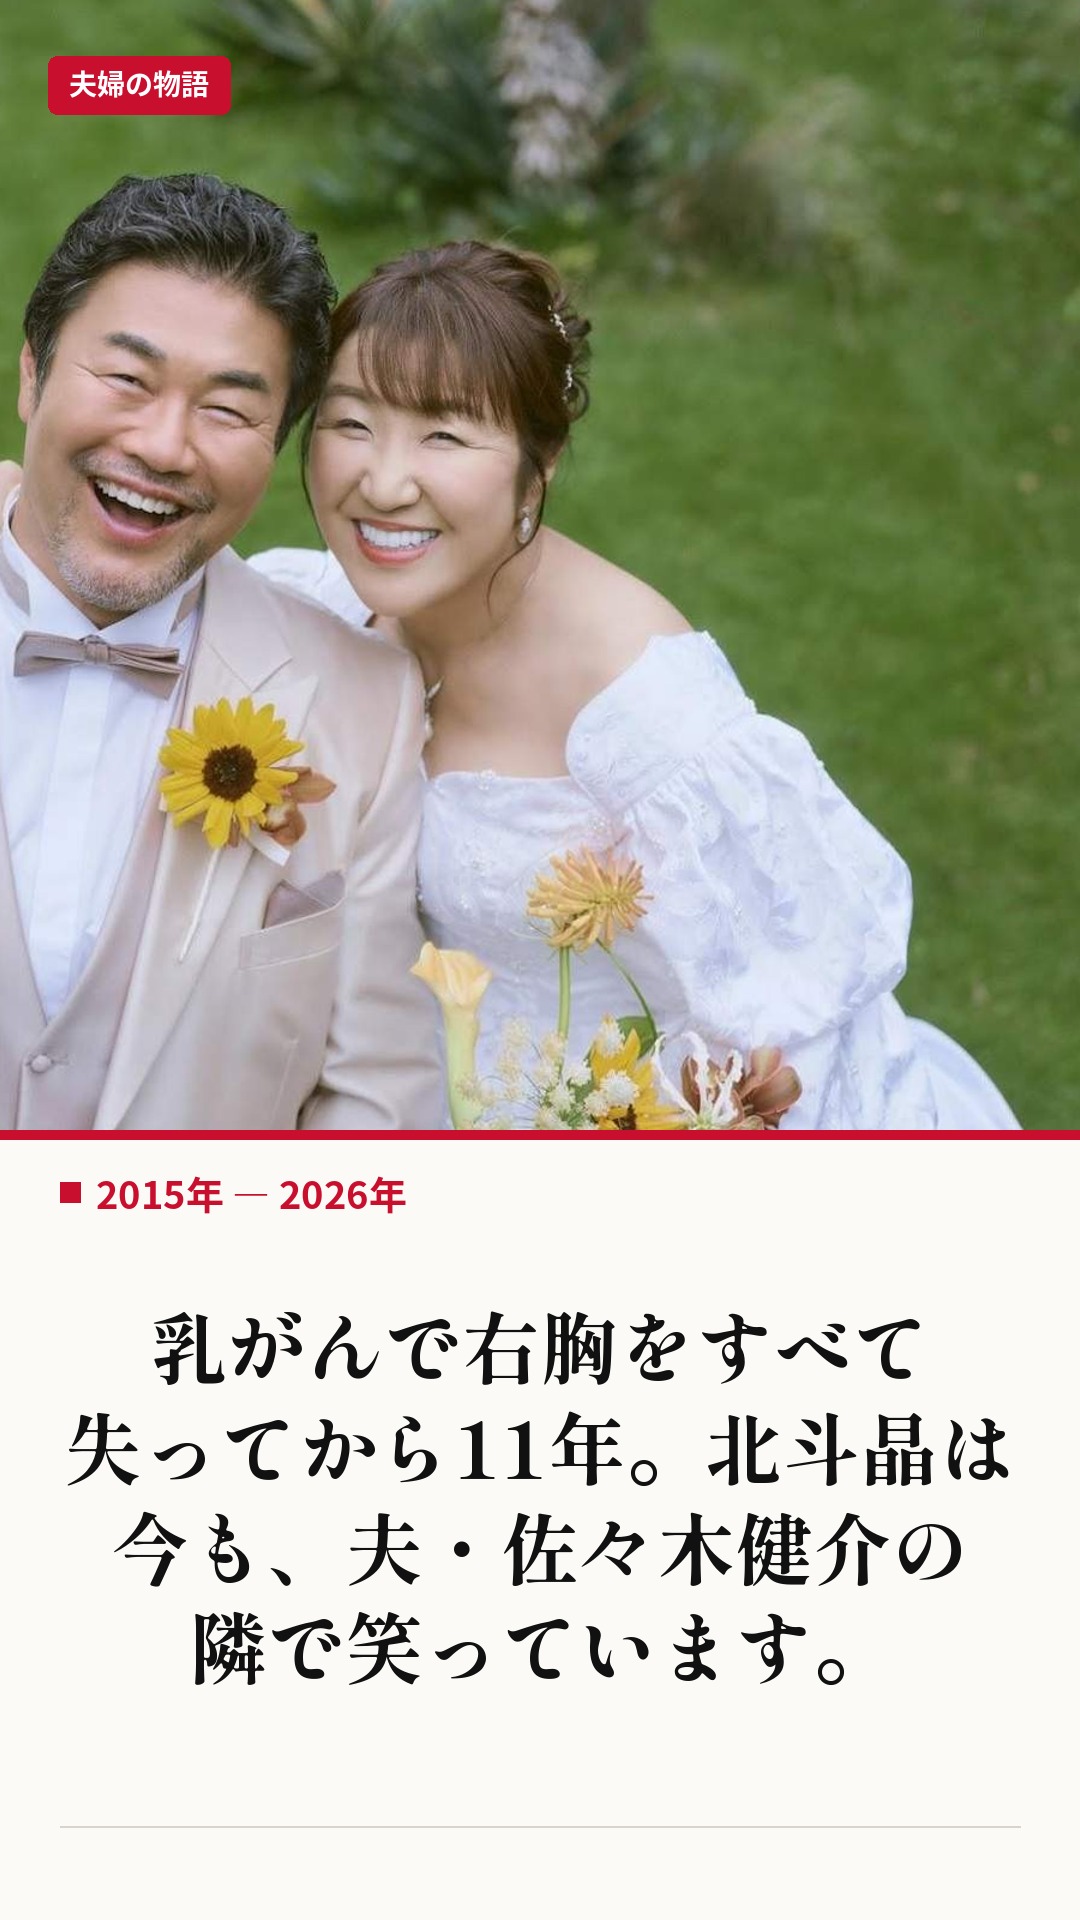 夫婦の物語
2015年 — 2026年
乳がんで右胸をすべて
失ってから11年。北斗晶は
今も、夫・佐々木健介の
隣で笑っています。